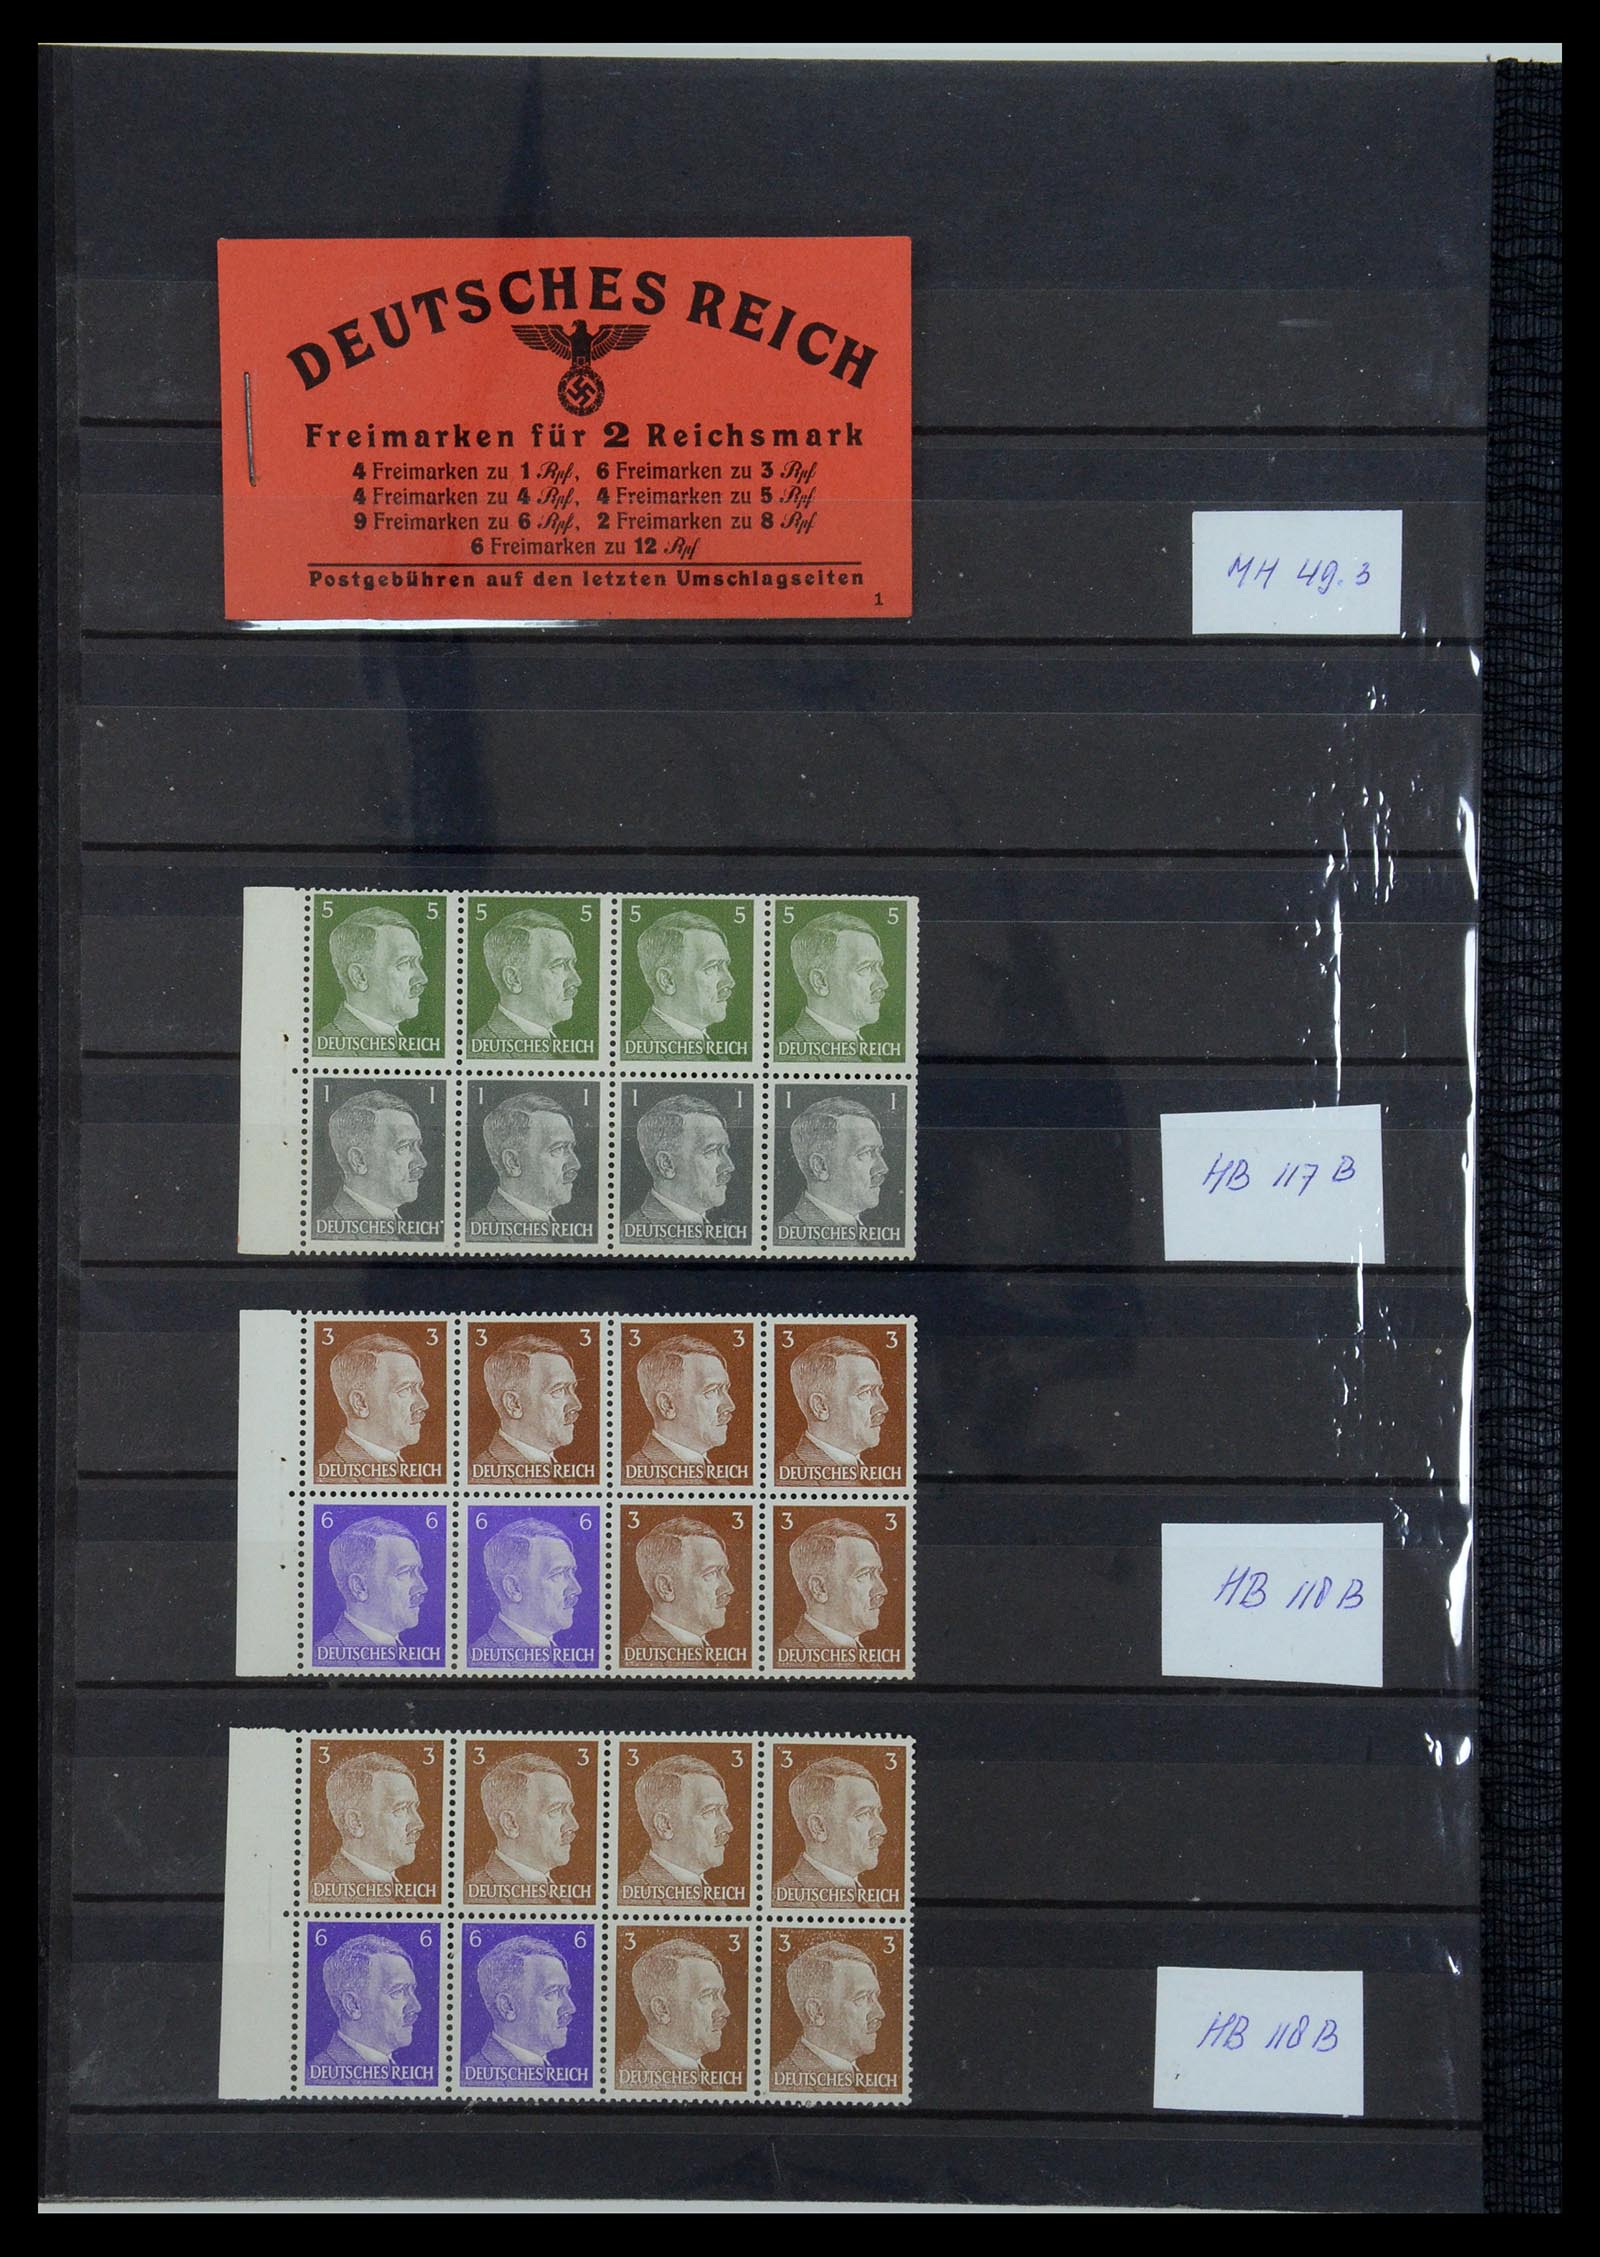 DEUTSCHES REICH
Freimarken für 2 Reichsmark
4 Freimarken zu 1 Rpf, 6 Freimarken zu 3 Rpf
4 Freimarken zu 4 Rpf, 4 Freimarken zu 5 Rpf
9 Freimarken zu 6 Rpf, 2 Freimarken zu 8 Rpf
6 Freimarken zu 12 Rpf
Postgebühren auf den letzten Umschlagseiten
1
MH 49.3
5 5 5 5 5 5 5 5
DEUTSCHES REICH DEUTSCHES REICH DEUTSCHES REICH DEUTSCHES REICH
1 1 1 1 1 1 1 1
DEUTSCHES REICH DEUTSCHES REICH DEUTSCHES REICH DEUTSCHES REICH
HB 117 B
3 3 3 3 3 3 3 3
DEUTSCHES REICH DEUTSCHES REICH DEUTSCHES REICH DEUTSCHES REICH
6 6 6 6 3 3 3 3
DEUTSCHES REICH DEUTSCHES REICH DEUTSCHES REICH DEUTSCHES REICH
HB 118 B
3 3 3 3 3 3 3 3
DEUTSCHES REICH DEUTSCHES REICH DEUTSCHES REICH DEUTSCHES REICH
6 6 6 6 3 3 3 3
DEUTSCHES REICH DEUTSCHES REICH DEUTSCHES REICH DEUTSCHES REICH
HB 118 B